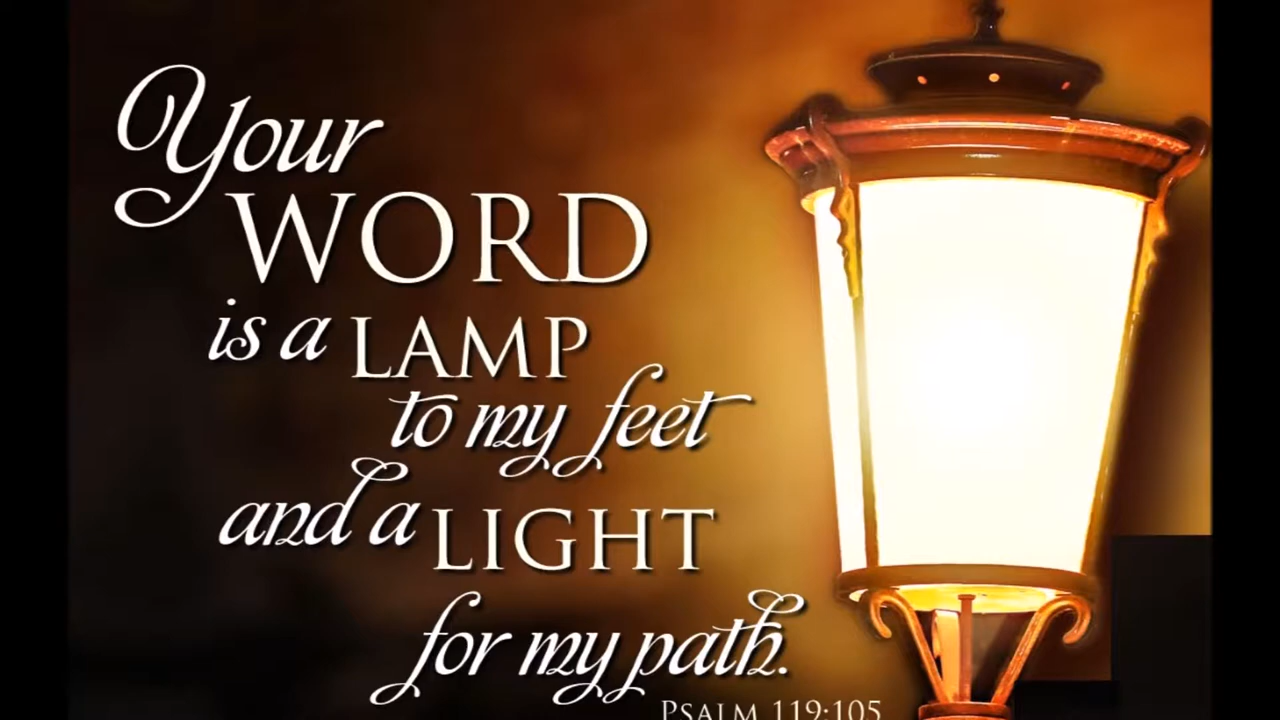 Your
WORD
is a LAMP
to my feet
and a LIGHT
for my path.
PSALM 119:105